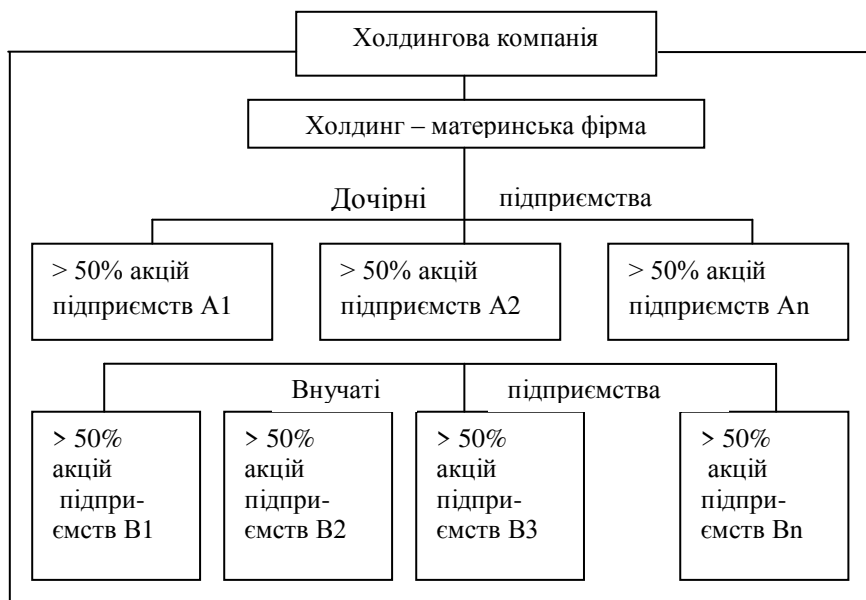 Холдингова компанія
Холдинг – материнська фірма
Дочірні підприємства
> 50% акцій
підприємств А1
> 50% акцій
підприємств А2
> 50% акцій
підприємств Аn
Внучаті підприємства
> 50%
акцій
підпри-
ємств В1
> 50%
акцій
підпри-
ємств В2
> 50%
акцій
підпри-
ємств В3
> 50%
акцій
підпри-
ємств Вn